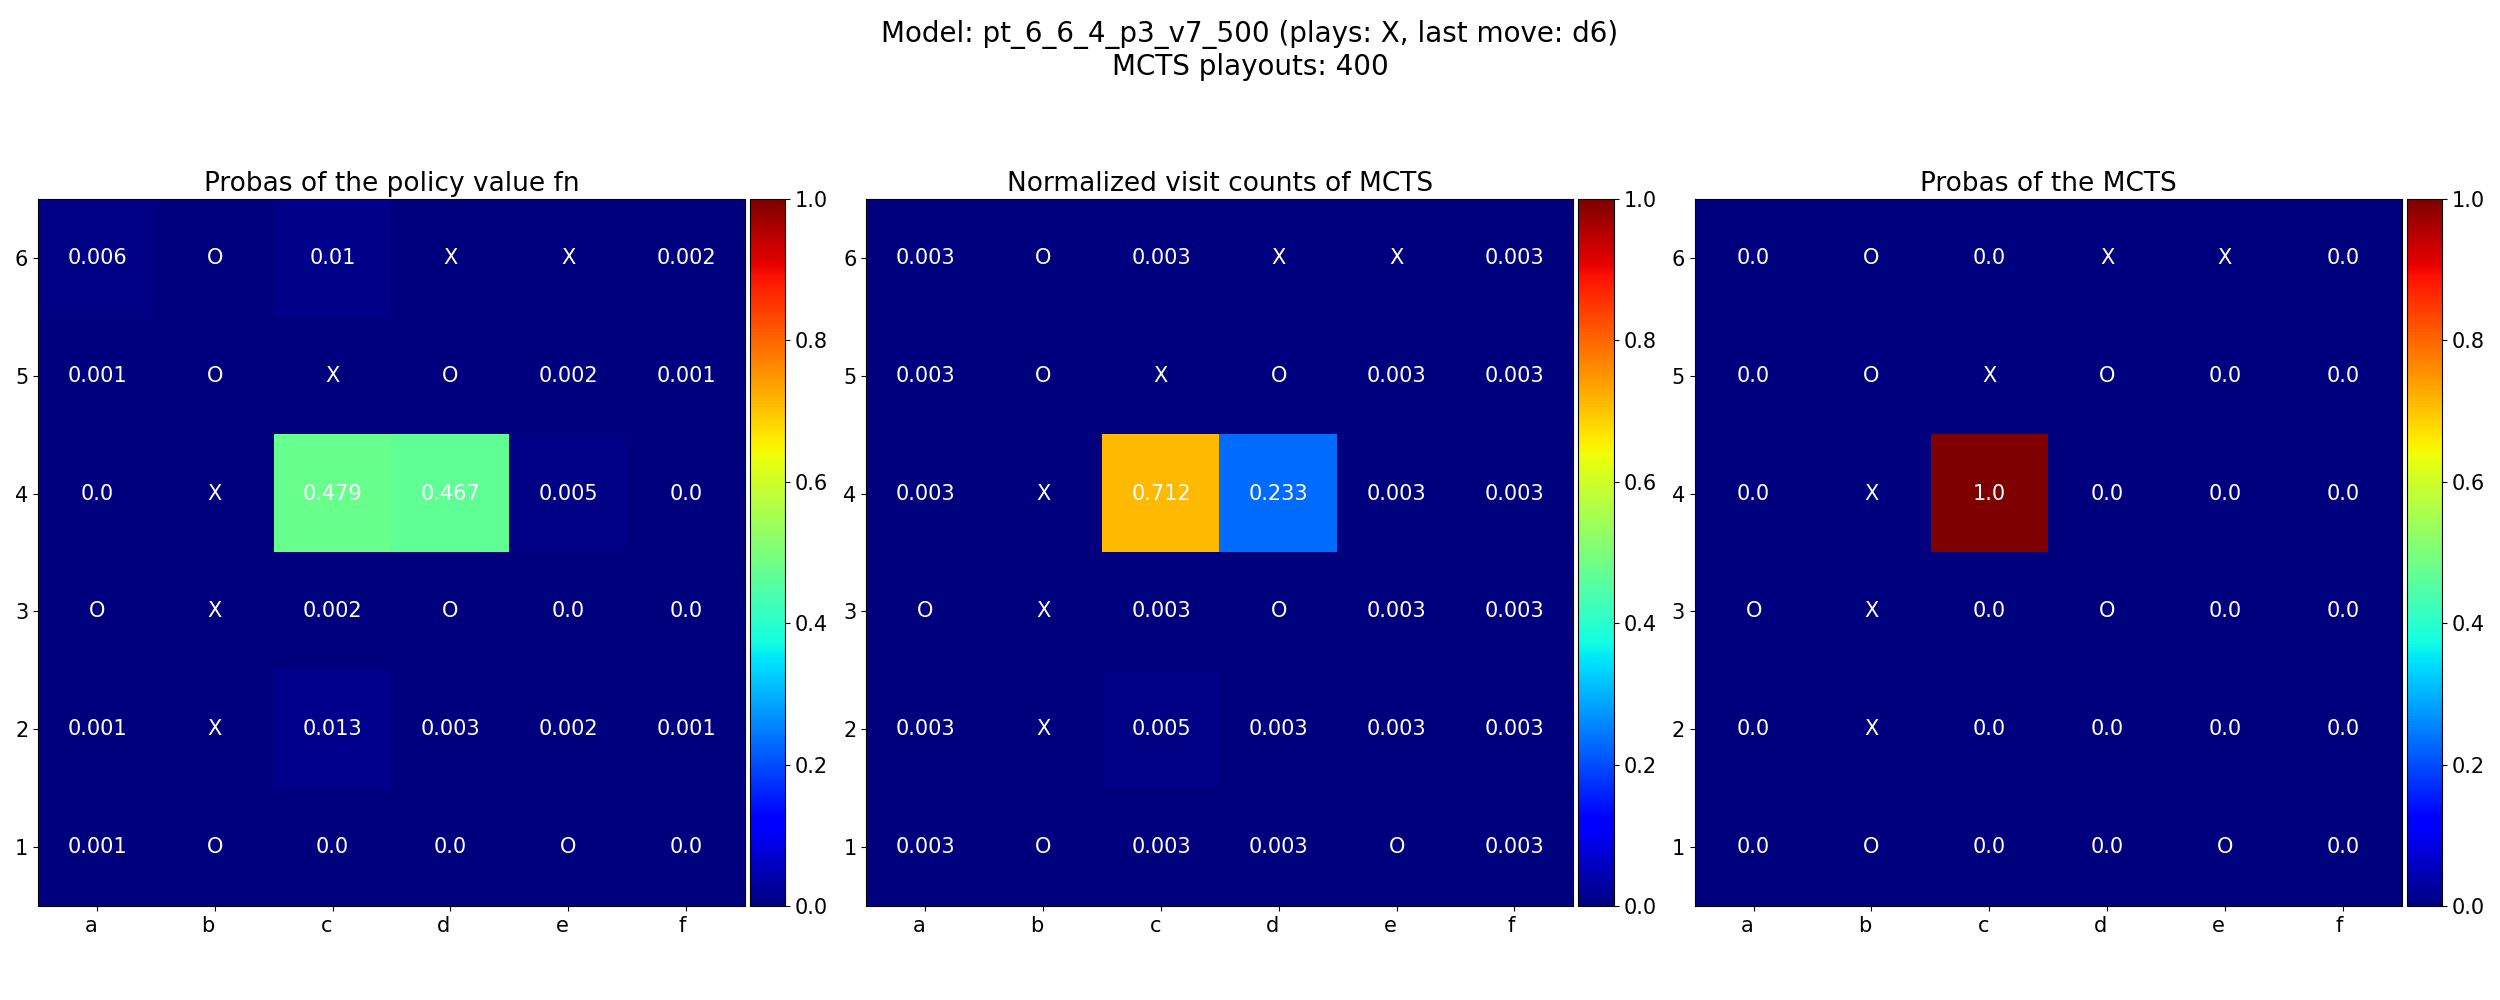 Model: pt_6_6_4_p3_v7_500 (plays: X, last move: d6)
MCTS playouts: 400
Probas of the policy value fn
6 0.006 O 0.01 X X 0.002
5 0.001 O X O 0.002 0.001
4 0.0 X 0.479 0.467 0.005 0.0
3 O X 0.002 O 0.0 0.0
2 0.001 X 0.013 0.003 0.002 0.001
1 0.001 O 0.0 0.0 O 0.0
a b c d e f
1.0
0.8
0.6
0.4
0.2
0.0
Normalized visit counts of MCTS
6 0.003 O 0.003 X X 0.003
5 0.003 O X O 0.003 0.003
4 0.003 X 0.712 0.233 0.003 0.003
3 O X 0.003 O 0.003 0.003
2 0.003 X 0.005 0.003 0.003 0.003
1 0.003 O 0.003 0.003 O 0.003
a b c d e f
1.0
0.8
0.6
0.4
0.2
0.0
Probas of the MCTS
6 0.0 O 0.0 X X 0.0
5 0.0 O X O 0.0 0.0
4 0.0 X 1.0 0.0 0.0 0.0
3 O X 0.0 O 0.0 0.0
2 0.0 X 0.0 0.0 0.0 0.0
1 0.0 O 0.0 0.0 O 0.0
a b c d e f
1.0
0.8
0.6
0.4
0.2
0.0